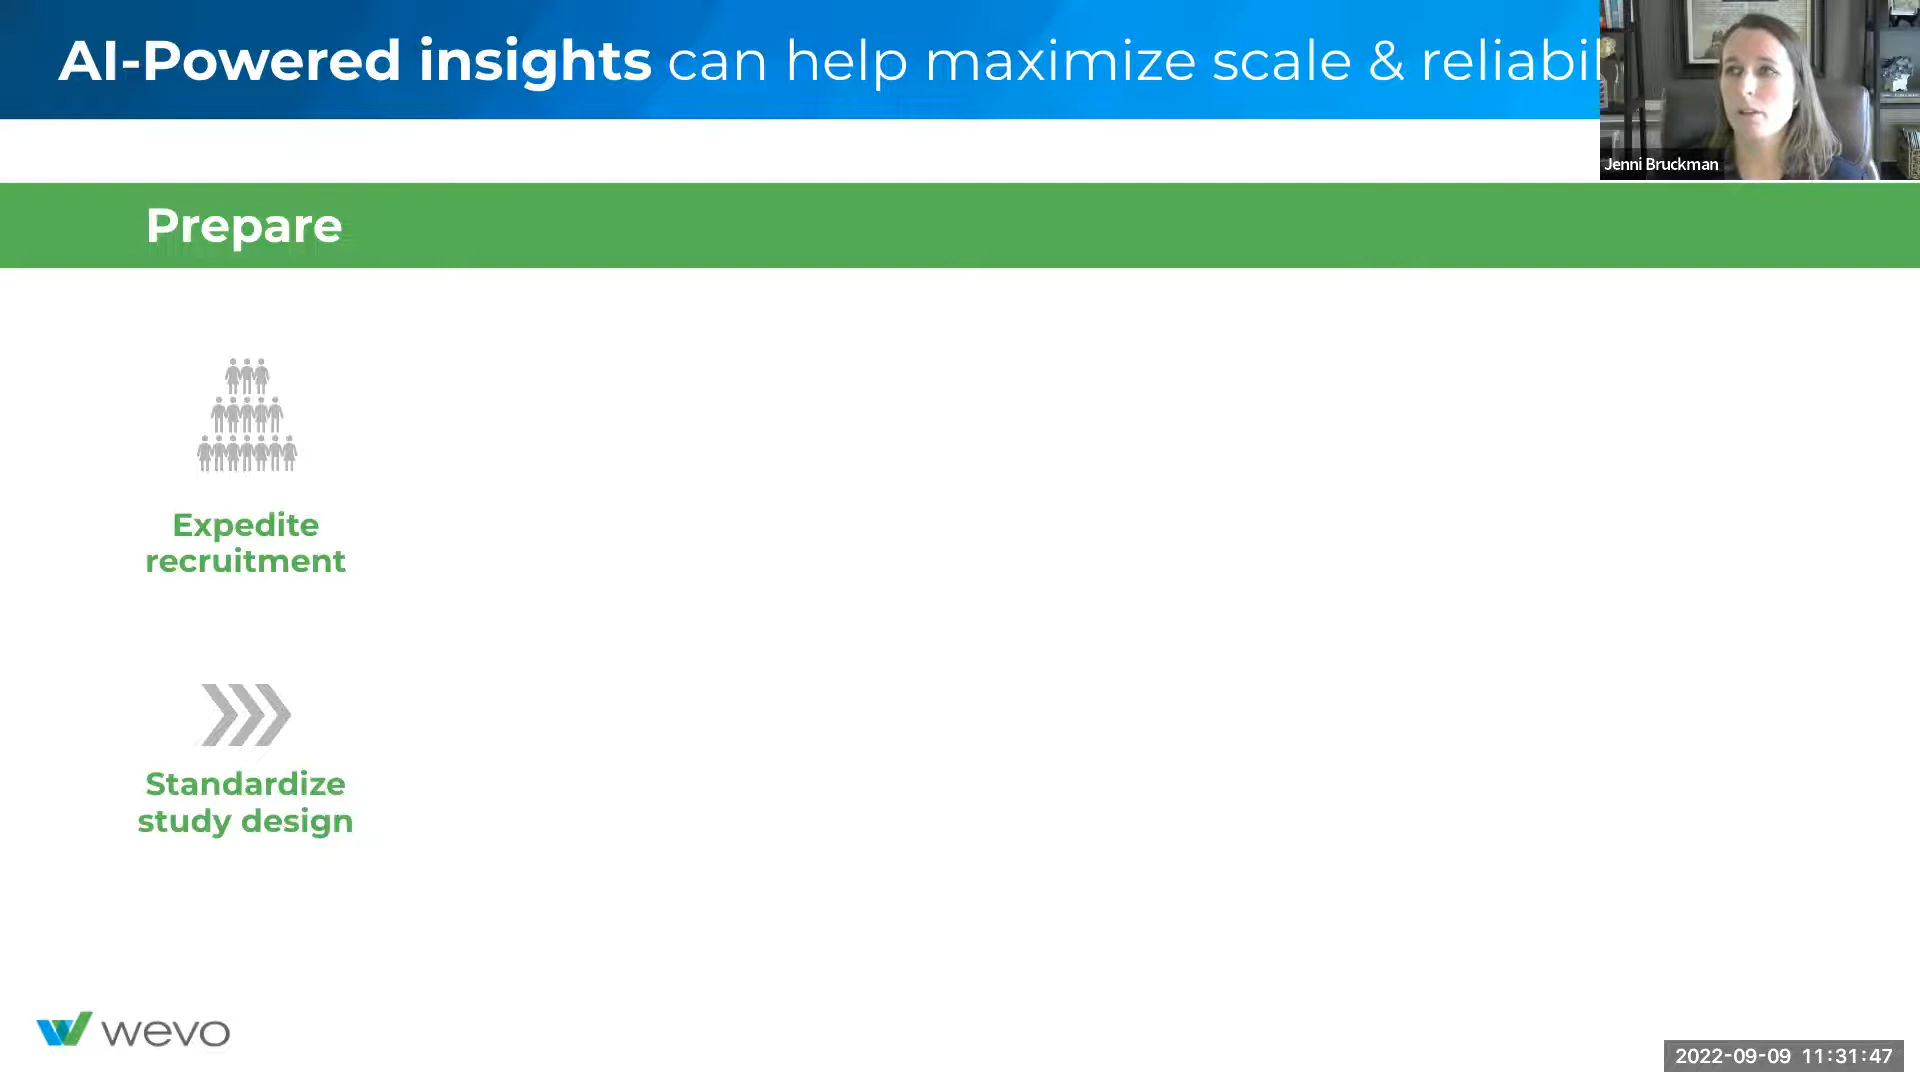 AI-Powered insights can help maximize scale & reliabil
Jenni Bruckman
Prepare
Expedite
recruitment
Standardize
study design
wevo
2022-09-09 11:31:47